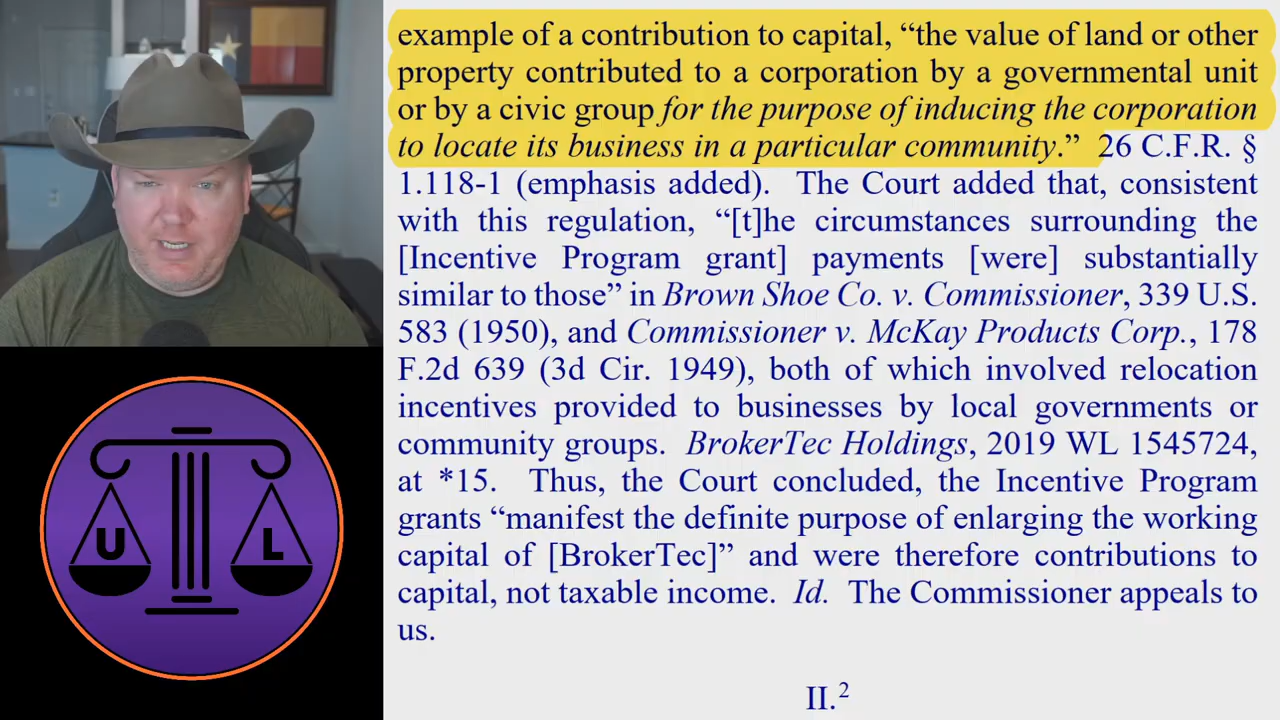 example of a contribution to capital, “the value of land or other
property contributed to a corporation by a governmental unit
or by a civic group for the purpose of inducing the corporation
to locate its business in a particular community.” 26 C.F.R. §
1.118-1 (emphasis added). The Court added that, consistent
with this regulation, “[t]he circumstances surrounding the
[Incentive Program grant] payments [were] substantially
similar to those” in Brown Shoe Co. v. Commissioner, 339 U.S.
583 (1950), and Commissioner v. McKay Products Corp., 178
F.2d 639 (3d Cir. 1949), both of which involved relocation
incentives provided to businesses by local governments or
community groups. BrokerTec Holdings, 2019 WL 1545724,
at *15. Thus, the Court concluded, the Incentive Program
grants “manifest the definite purpose of enlarging the working
capital of [BrokerTec]” and were therefore contributions to
capital, not taxable income. Id. The Commissioner appeals to
us.
II.²
U L